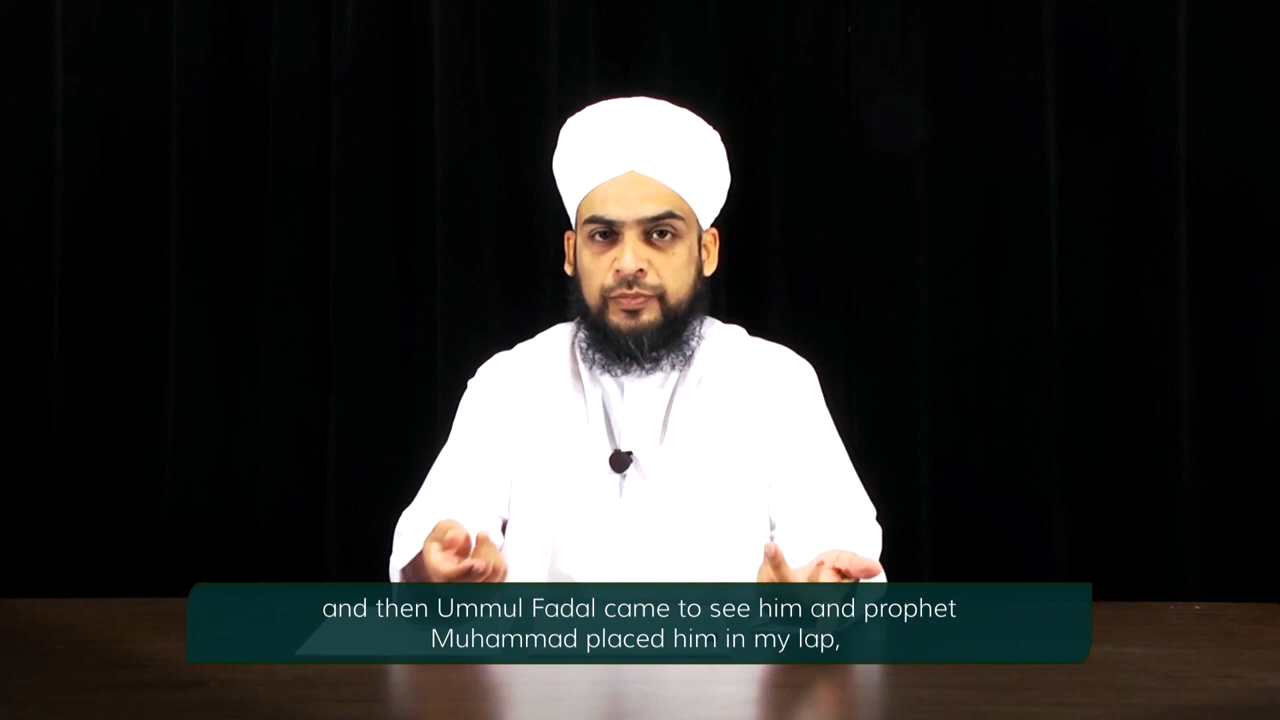 and then Ummul Fadal came to see him and prophet
Muhammad placed him in my lap,